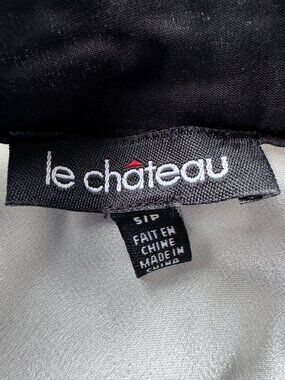 le château
S/P
FAIT EN
CHINE
MADE IN
CHINA